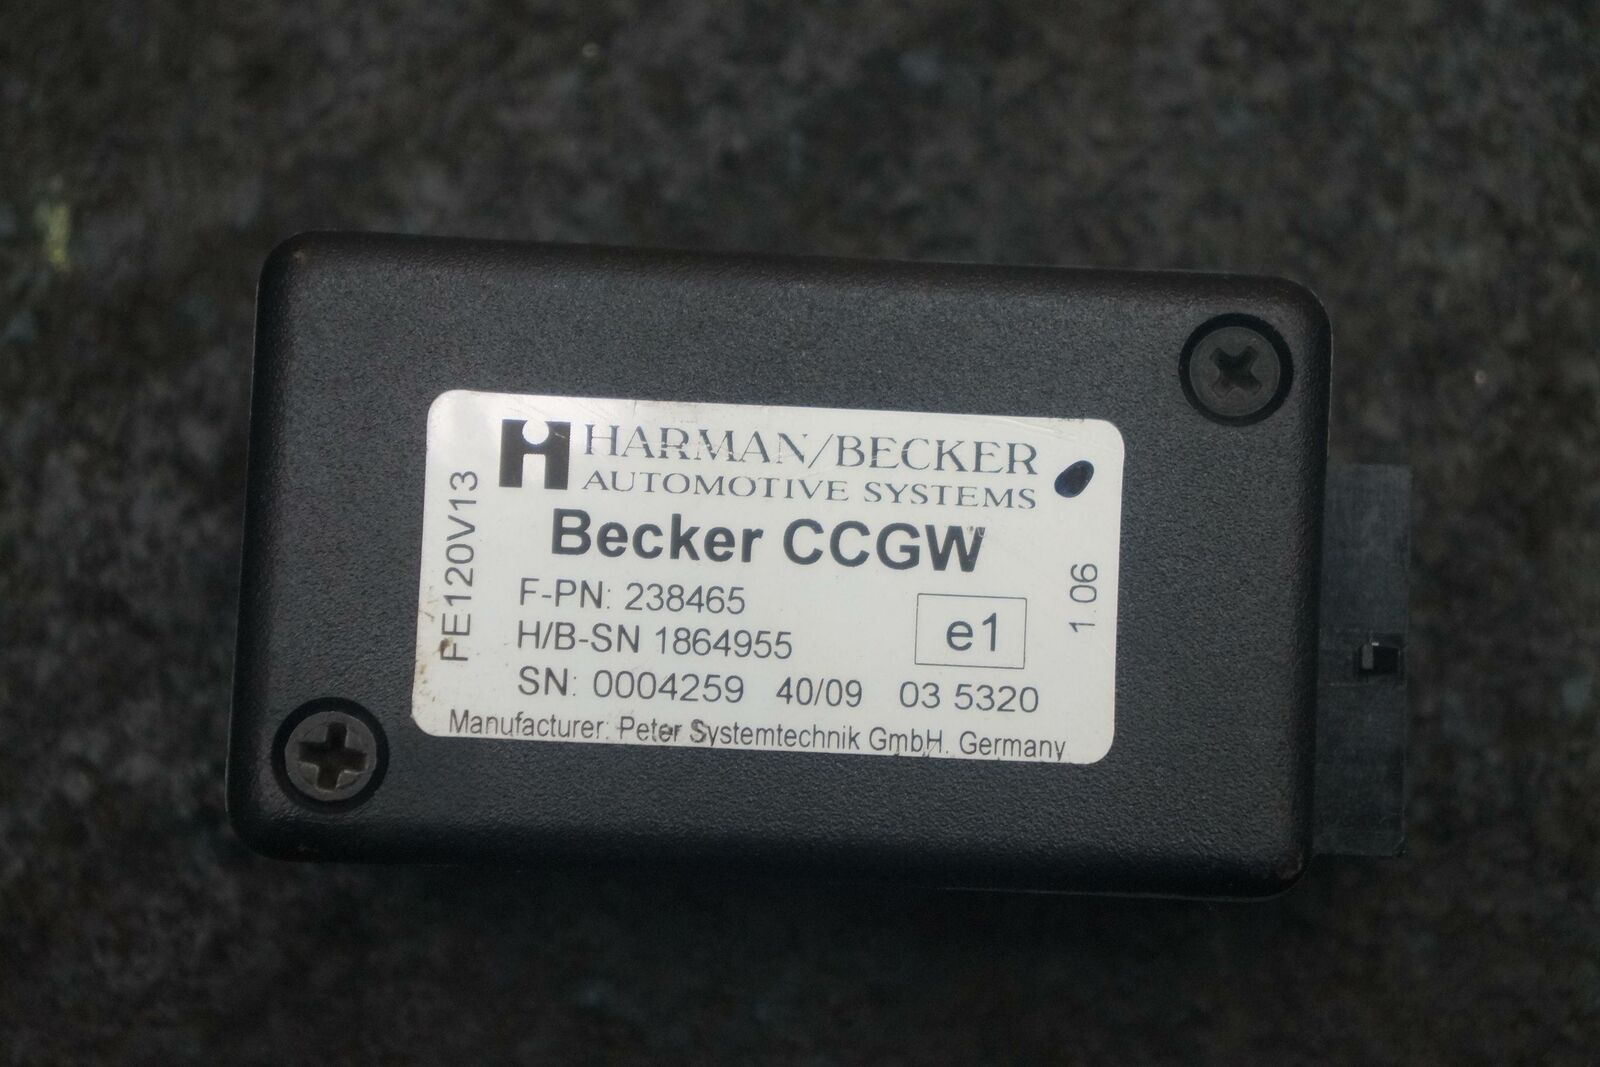 HARMAN/BECKER
AUTOMOTIVE SYSTEMS
Becker CCGW
F-PN: 238465
H/B-SN 1864955
e1
SN: 0004259 40/09 03 5320
Manufacturer: Peter Systemtechnik GmbH. Germany
FE120V13
1.06